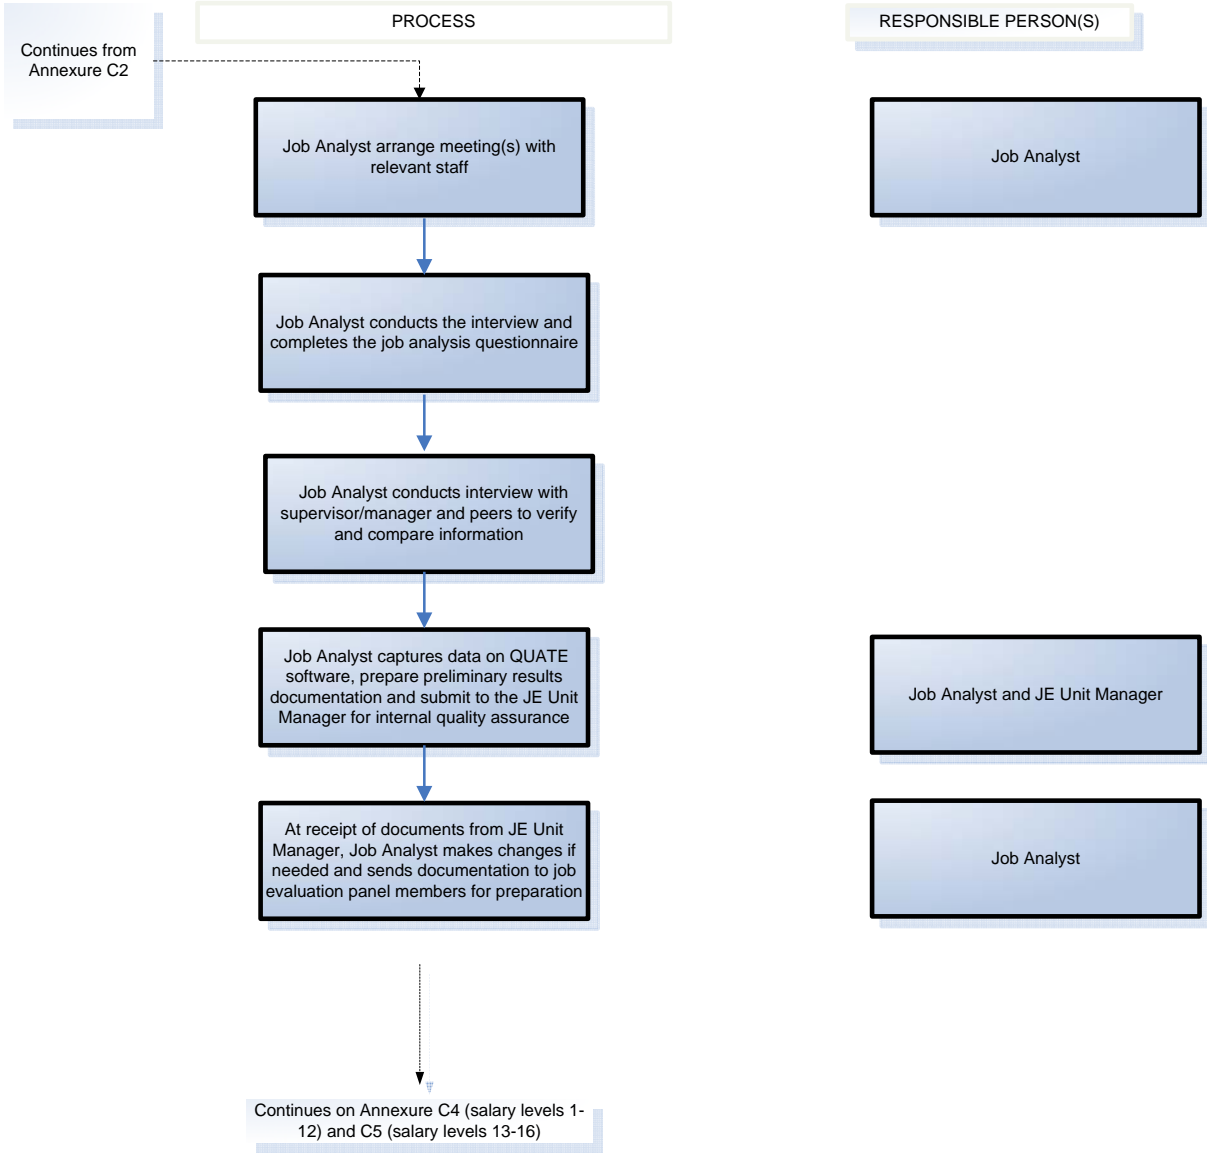 PROCESS
RESPONSIBLE PERSON(S)
Continues from
Annexure C2
Job Analyst arrange meeting(s) with
relevant staff
Job Analyst
Job Analyst conducts the interview and
completes the job analysis questionnaire
Job Analyst conducts interview with
supervisor/manager and peers to verify
and compare information
Job Analyst captures data on QUATE
software, prepare preliminary results
documentation and submit to the JE Unit
Manager for internal quality assurance
Job Analyst and JE Unit Manager
At receipt of documents from JE Unit
Manager, Job Analyst makes changes if
needed and sends documentation to job
evaluation panel members for preparation
Job Analyst
Continues on Annexure C4 (salary levels 1-
12) and C5 (salary levels 13-16)